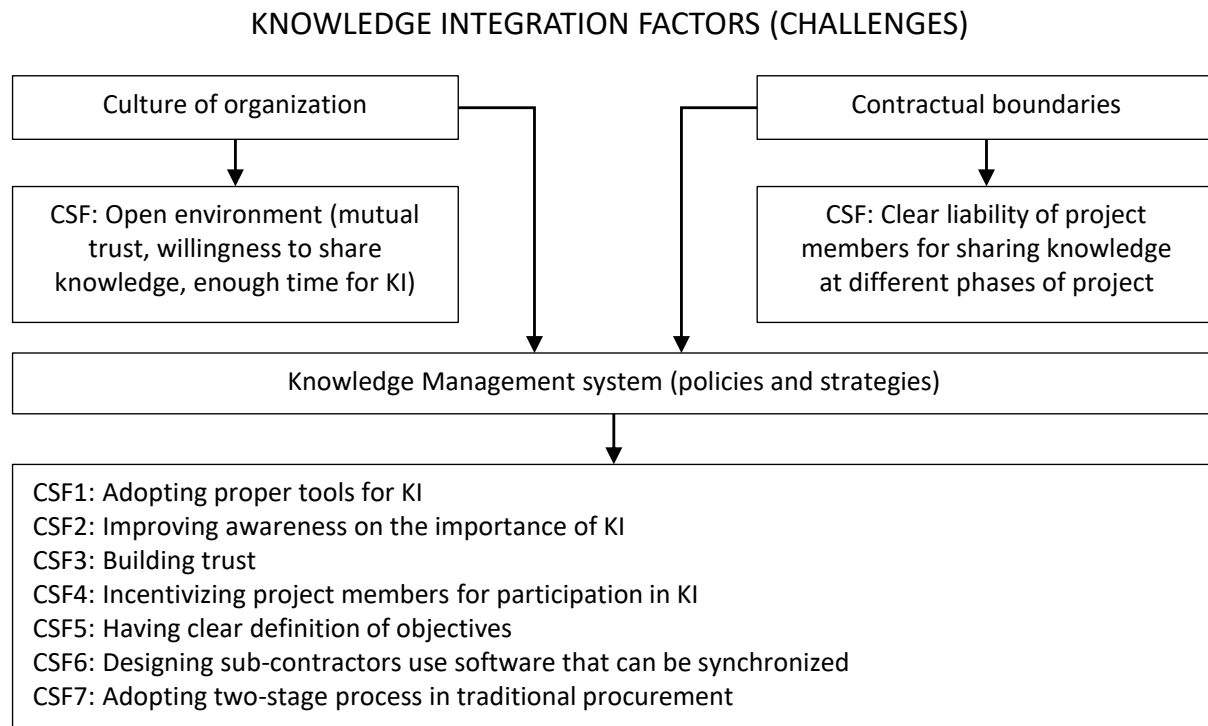 KNOWLEDGE INTEGRATION FACTORS (CHALLENGES)
Culture of organization
Contractual boundaries
CSF: Open environment (mutual
trust, willingness to share
knowledge, enough time for KI)
CSF: Clear liability of project
members for sharing knowledge
at different phases of project
Knowledge Management system (policies and strategies)
CSF1: Adopting proper tools for KI
CSF2: Improving awareness on the importance of KI
CSF3: Building trust
CSF4: Incentivizing project members for participation in KI
CSF5: Having clear definition of objectives
CSF6: Designing sub-contractors use software that can be synchronized
CSF7: Adopting two-stage process in traditional procurement